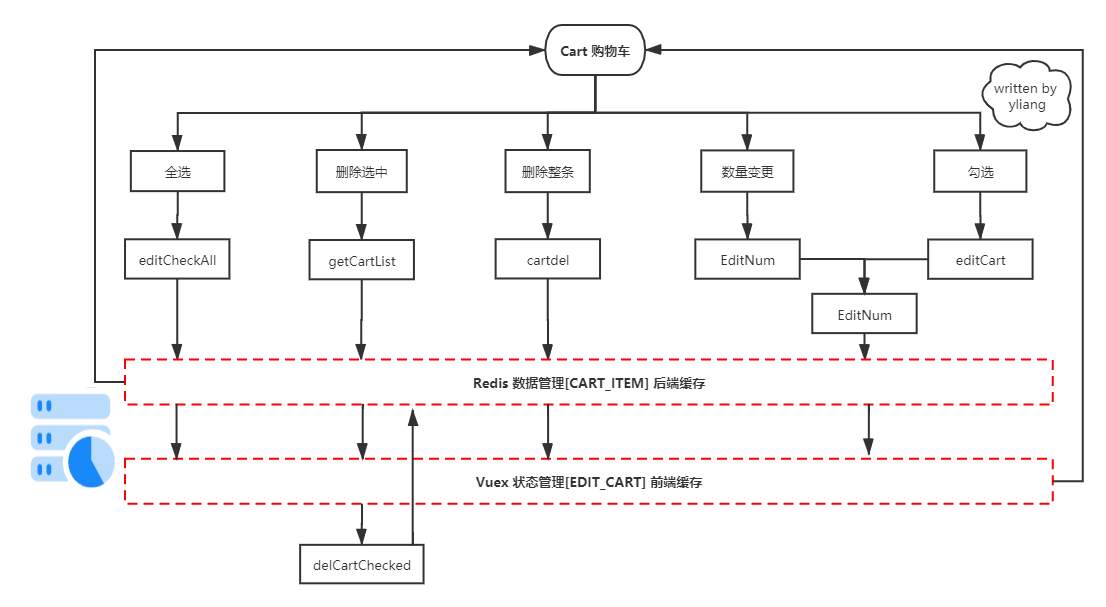 Cart 购物车
written by
yliang
全选
删除选中
删除整条
数量变更
勾选
editCheckAll
getCartList
cartdel
EditNum
editCart
EditNum
Redis 数据管理[CART_ITEM] 后端缓存
Vuex 状态管理[EDIT_CART] 前端缓存
delCartChecked